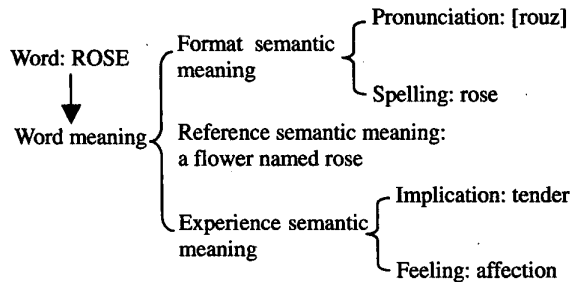 Pronunciation: [rouz]
Format semantic
meaning
Word: ROSE
Spelling: rose
Word meaning
Reference semantic meaning:
a flower named rose
Implication: tender
Experience semantic
meaning
Feeling: affection